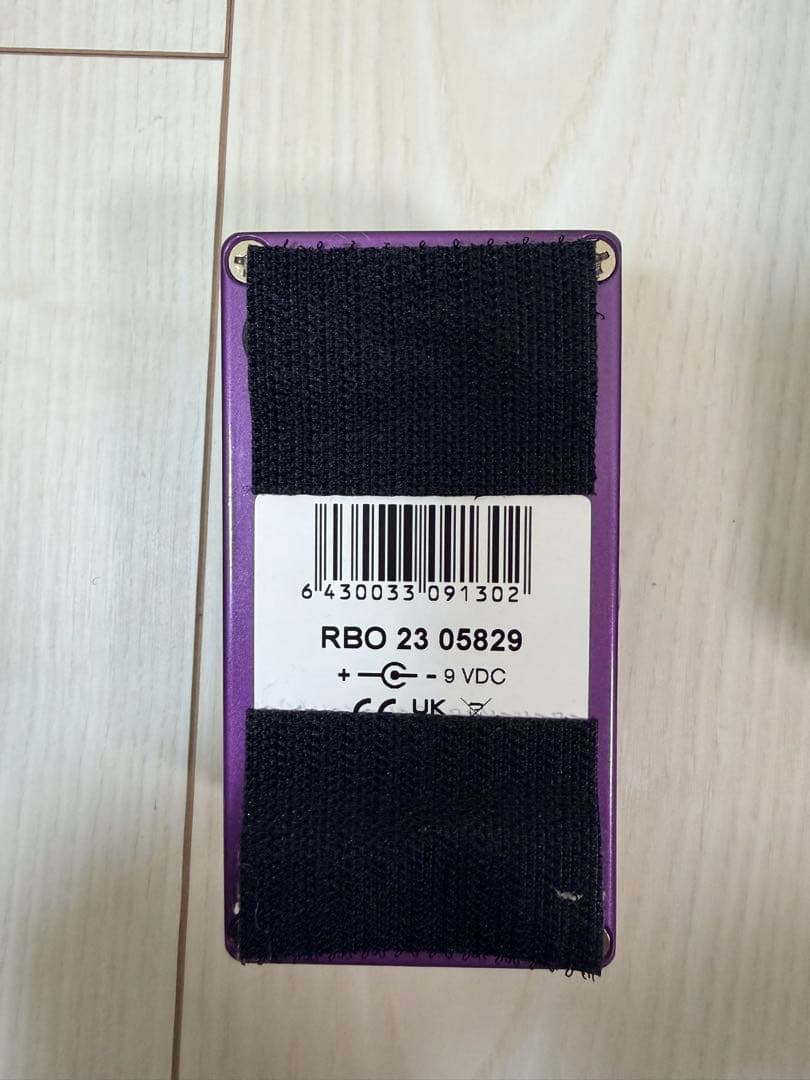 6 430033 091302
RBO 23 05829
+ - 9 VDC
CE UK